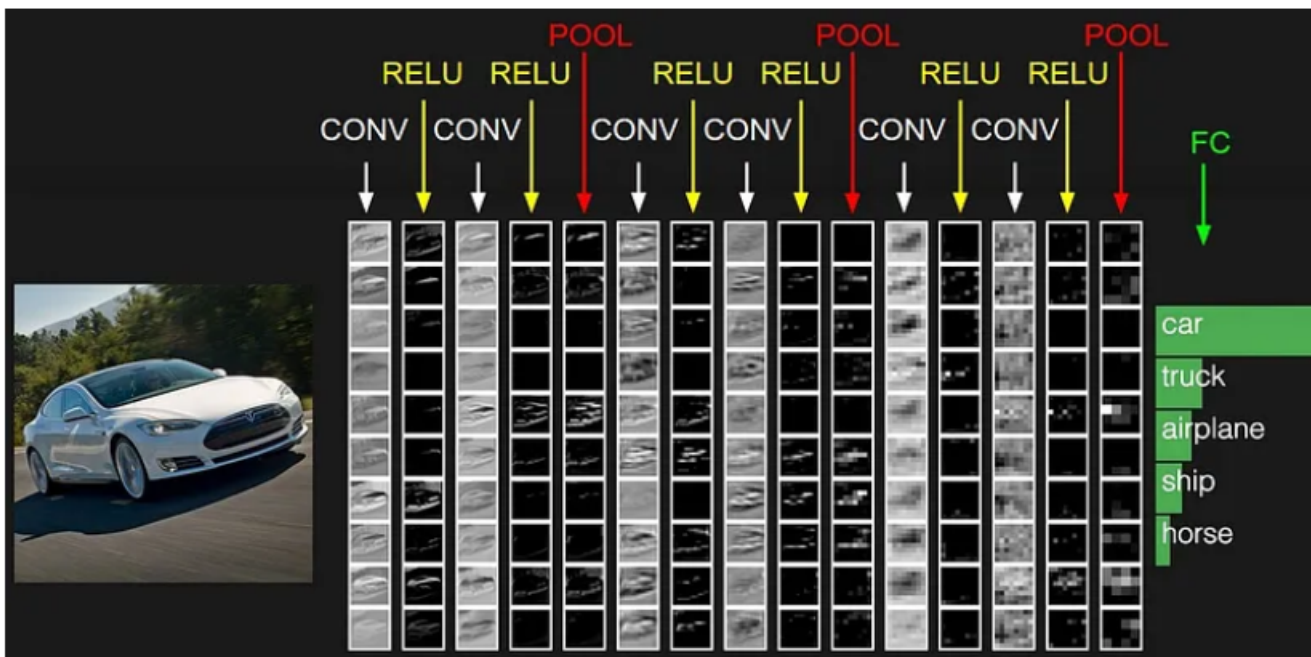 POOL POOL POOL
RELU RELU RELU RELU RELU RELU
CONV CONV CONV CONV CONV CONV
FC
car
truck
airplane
ship
horse